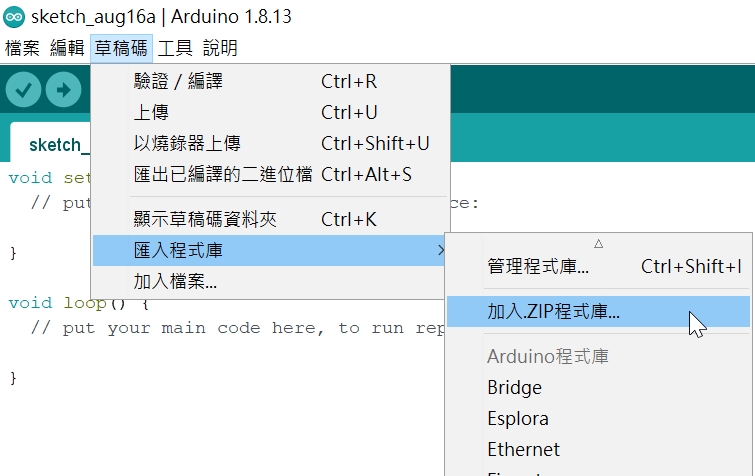 sketch_aug16a | Arduino 1.8.13
檔案 編輯 草稿碼 工具 說明
驗證 / 編譯 Ctrl+R
上傳 Ctrl+U
以燒錄器上傳 Ctrl+Shift+U
匯出已編譯的二進位檔 Ctrl+Alt+S
顯示草稿碼資料夾 Ctrl+K
匯入程式庫
加入檔案...
管理程式庫... Ctrl+Shift+I
加入.ZIP程式庫...
Arduino程式庫
Bridge
Esplora
Ethernet
sketch_
void set
// put ce:
}
void loop() {
// put your main code here, to run rep
}